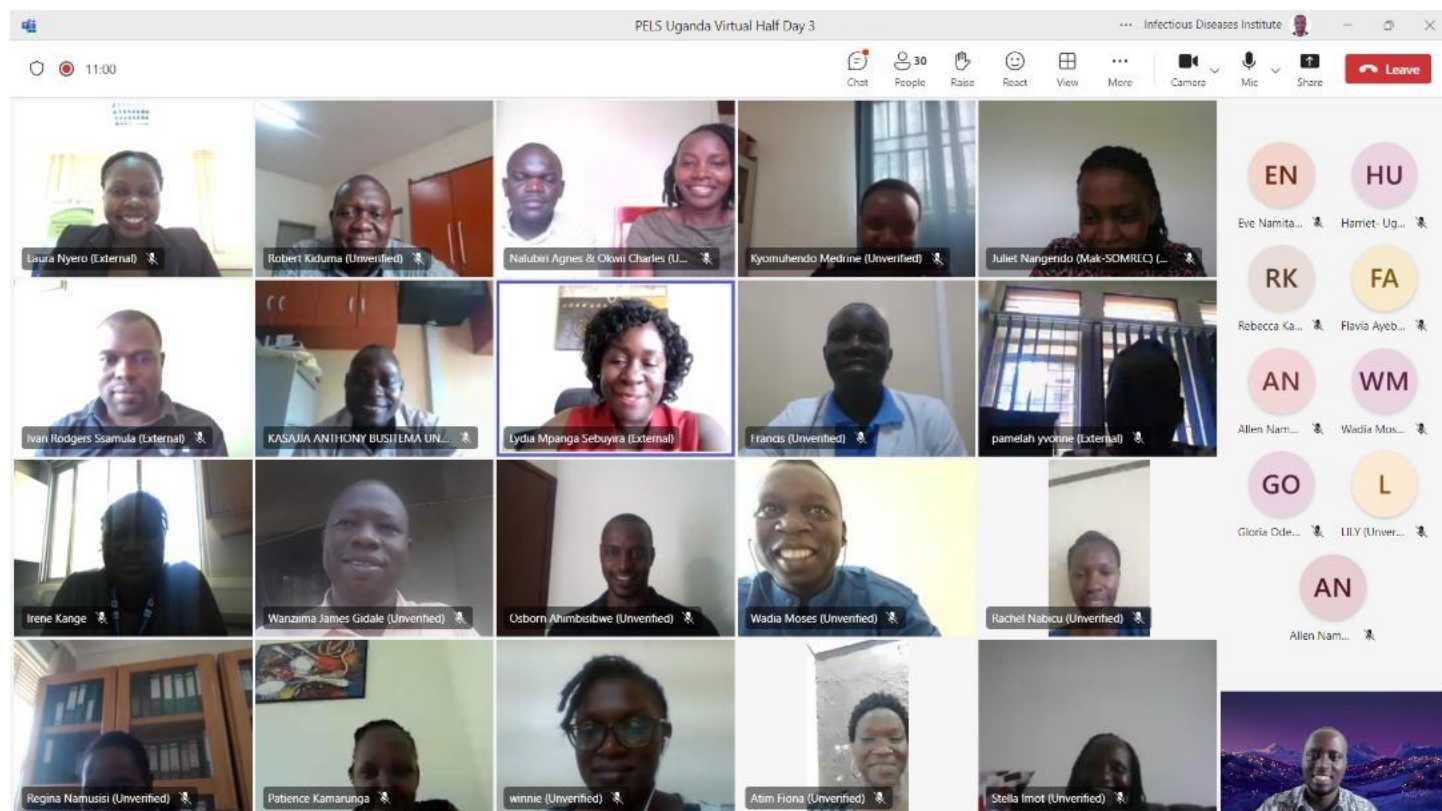 PELS Uganda Virtual Half Day 3
Infectious Diseases Institute
11:00
30
Chat
People
Raise
React
View
More
Camera
Mic
Share
Leave
Laura Nyero (External)
Robert Kiduma (Unverified)
Nalubiri Agnes & Okwii Charles (U...
Kyomuhendo Medrine (Unverified)
Juliet Nangendo (Mak-SOMREC) (...
EN
HU
Eve Namita...
Harriet- Ug...
RK
FA
Rebecca Ka...
Flavia Ayeb...
Ivan Rodgers Ssamula (External)
KASAJJA ANTHONY BUSITEMA UN...
Lydia Mpanga Sebuyira (External)
Francis (Unverified)
pamelah yvonne (External)
AN
WM
Allen Nam...
Wadia Mos...
GO
L
Gloria Ode...
LILY (Unver...
Irene Kange
Wanziima James Gidale (Unverified)
Osborn Ahimbisibwe (Unverified)
Wadia Moses (Unverified)
Rachel Nabicu (Unverified)
AN
Allen Nam...
Regina Namusisi (Unverified)
Patience Kamarunga
winnie (Unverified)
Atim Fiona (Unverified)
Stella Imot (Unverified)